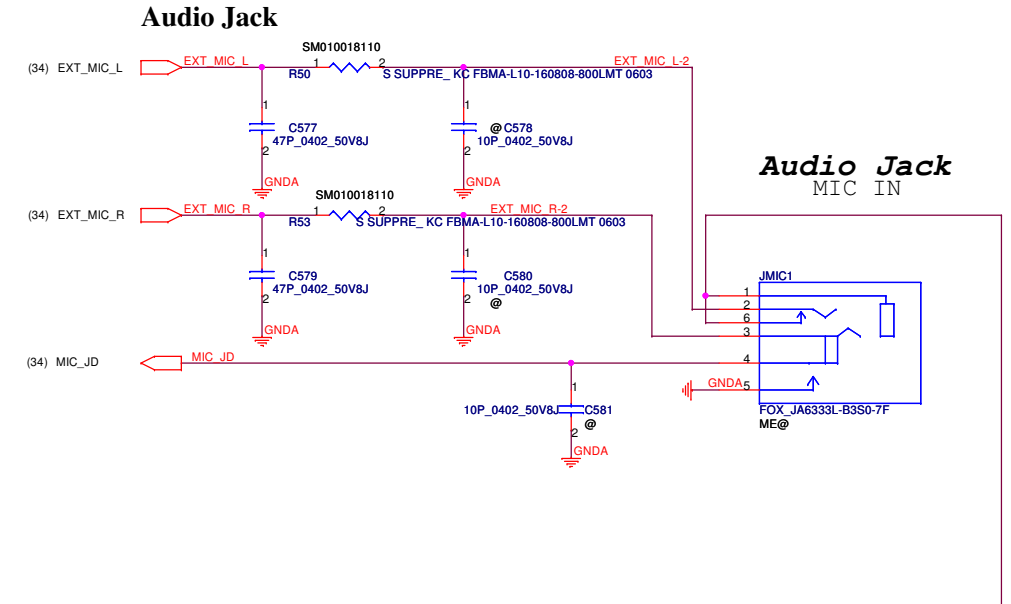 Audio Jack
SM010018110
(34) EXT_MIC_L
EXT_MIC_L
1
2
EXT_MIC_L-2
R50
S SUPPRE_ KC FBMA-L10-160808-800LMT 0603
1
1
C577
@ C578
47P_0402_50V8J
10P_0402_50V8J
2
2
Audio Jack
MIC IN
GNDA
GNDA
SM010018110
(34) EXT_MIC_R
EXT_MIC_R
1
2
EXT_MIC_R-2
R53
S SUPPRE_ KC FBMA-L10-160808-800LMT 0603
1
1
C579
C580
JMIC1
47P_0402_50V8J
10P_0402_50V8J
2
2
@
1
2
6
3
GNDA
GNDA
(34) MIC_JD
MIC_JD
4
1
GNDA
5
10P_0402_50V8J
C581
FOX_JA6333L-B3S0-7F
@
ME@
2
GNDA